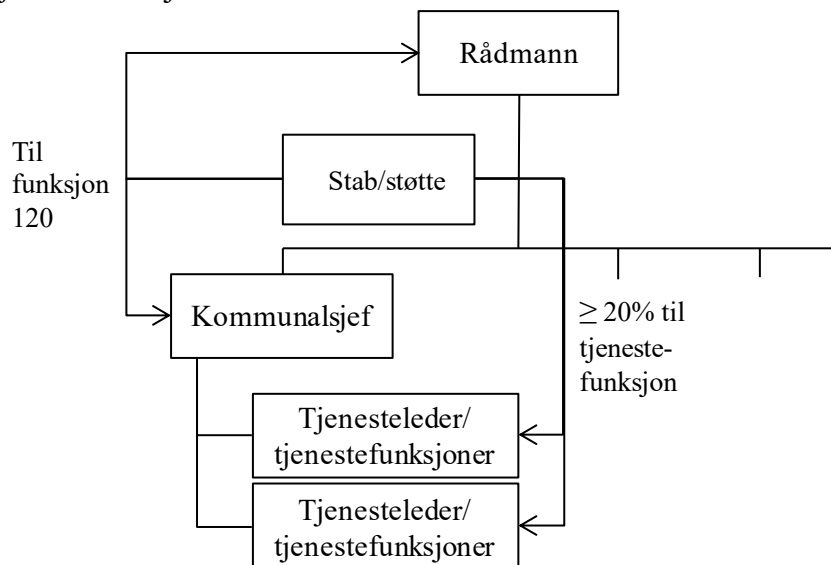 Rådmann
Til
funksjon
120
Stab/støtte
Kommunalsjef
≥ 20% til
tjeneste-
funksjon
Tjenesteleder/
tjenestefunksjoner
Tjenesteleder/
tjenestefunksjoner